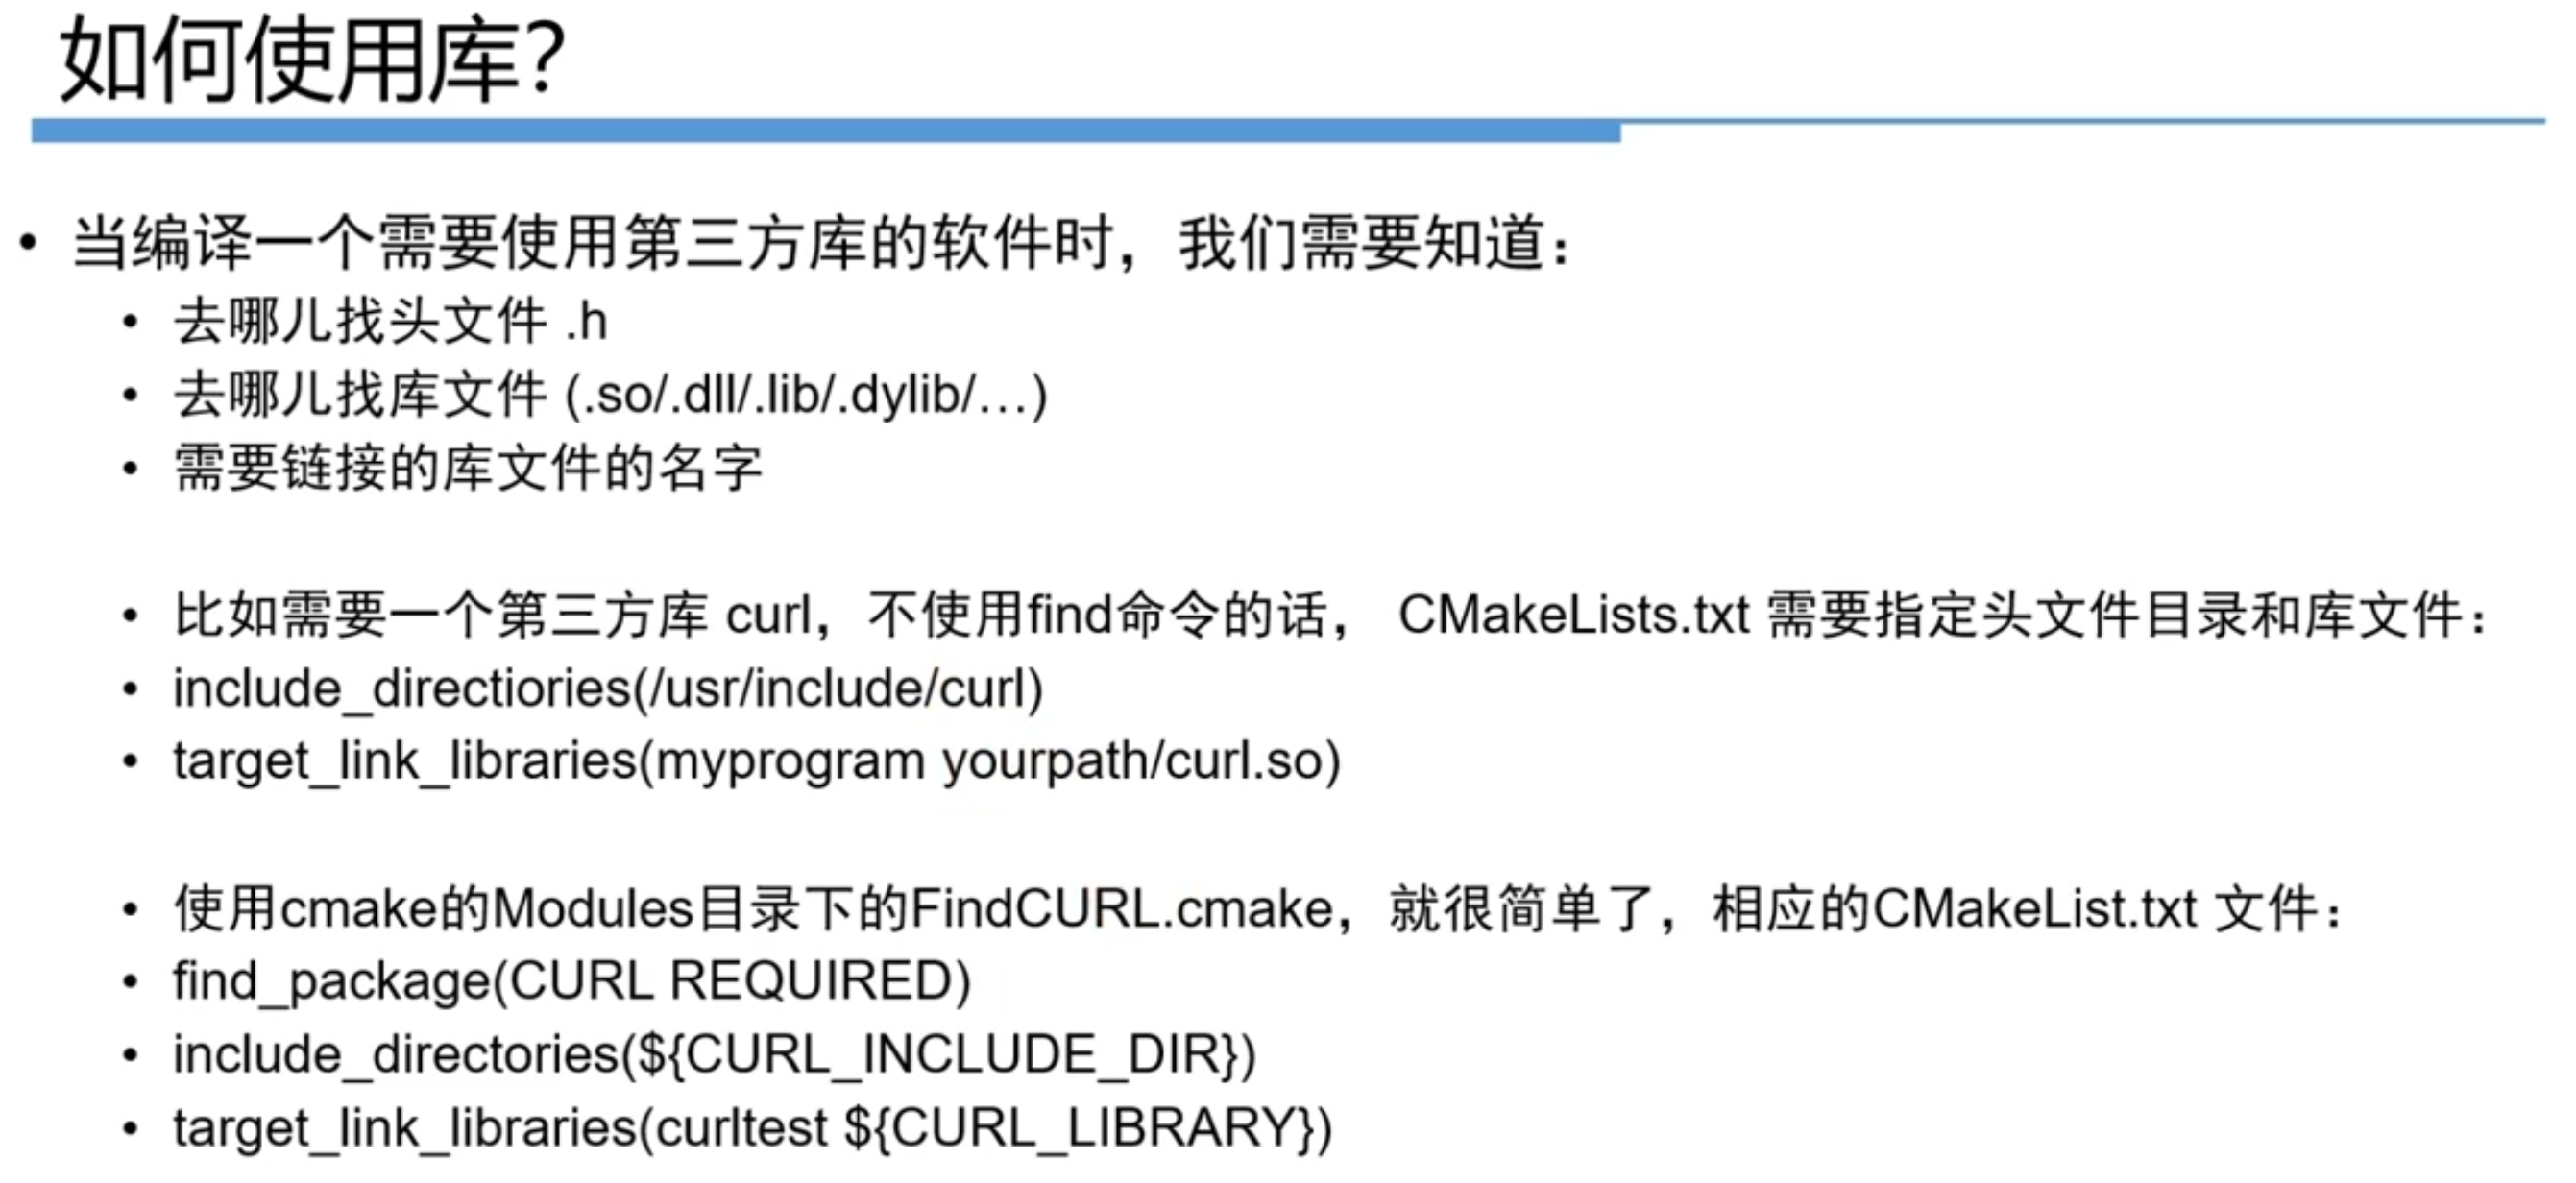 如何使用库?
• 当编译一个需要使用第三方库的软件时，我们需要知道：
• 去哪儿找头文件 .h
• 去哪儿找库文件 (.so/.dll/.lib/.dylib/…)
• 需要链接的库文件的名字
• 比如需要一个第三方库 curl，不使用find命令的话， CMakeLists.txt 需要指定头文件目录和库文件：
• include_directiories(/usr/include/curl)
• target_link_libraries(myprogram yourpath/curl.so)
• 使用cmake的Modules目录下的FindCURL.cmake，就很简单了，相应的CMakeList.txt 文件：
• find_package(CURL REQUIRED)
• include_directories(${CURL_INCLUDE_DIR})
• target_link_libraries(curltest ${CURL_LIBRARY})